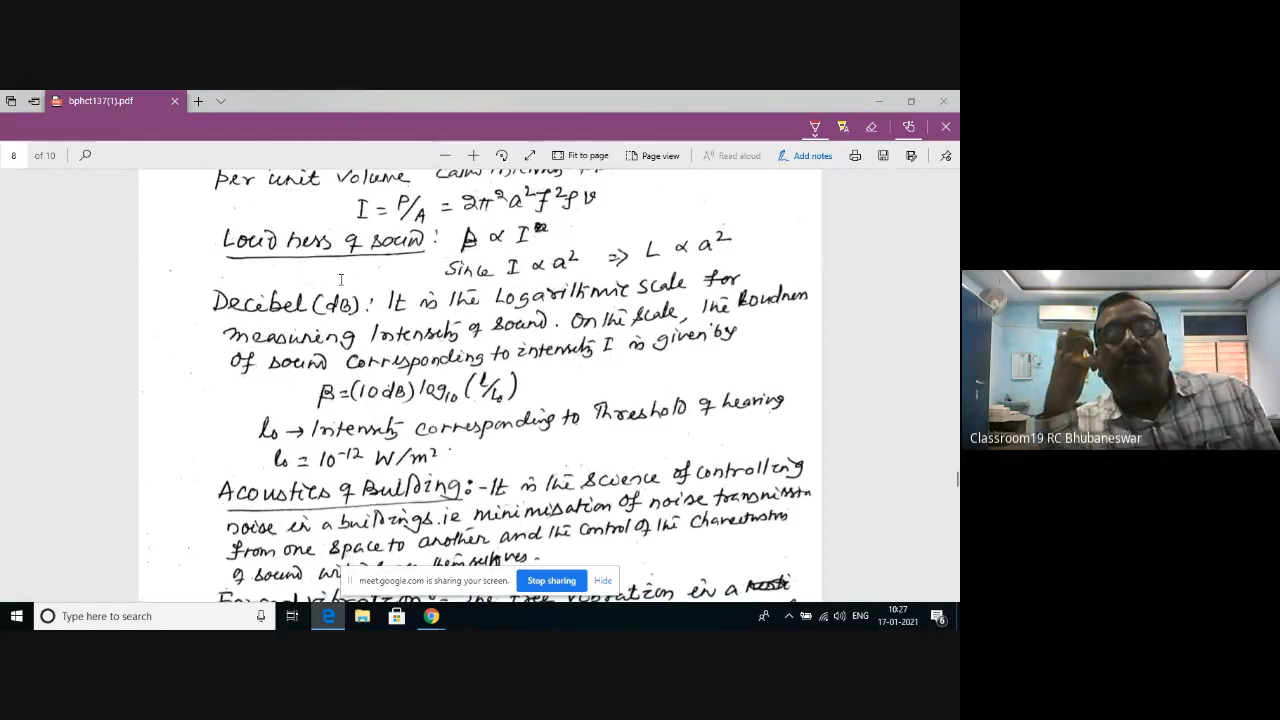 bphct137(1).pdf
8 of 10
Fit to page
Page view
Read aloud
Add notes
per unit volume
I = P/A = 2π²a²f²ρv
Loudness of sound: L ∝ I
Since I ∝ a² ⇒ L ∝ a²
Decibel (dB): It is the Logarithmic scale for
measuring Intensity of sound. On the scale, the loudness
of sound corresponding to intensity I is given by
β = (10 dB) log₁₀ (I/I₀)
I₀ → Intensity corresponding to Threshold of hearing
I₀ = 10⁻¹² W/m²
Acoustics of Building:- It is the science of controlling
noise in a buildings. ie minimisation of noise transmission
from one space to another and the control of the
of sound themselves.
meet.google.com is sharing your screen.
Stop sharing
Hide
vibration in a
Classroom19 RC Bhubaneswar
Type here to search
ENG
10:27
17-01-2021
6